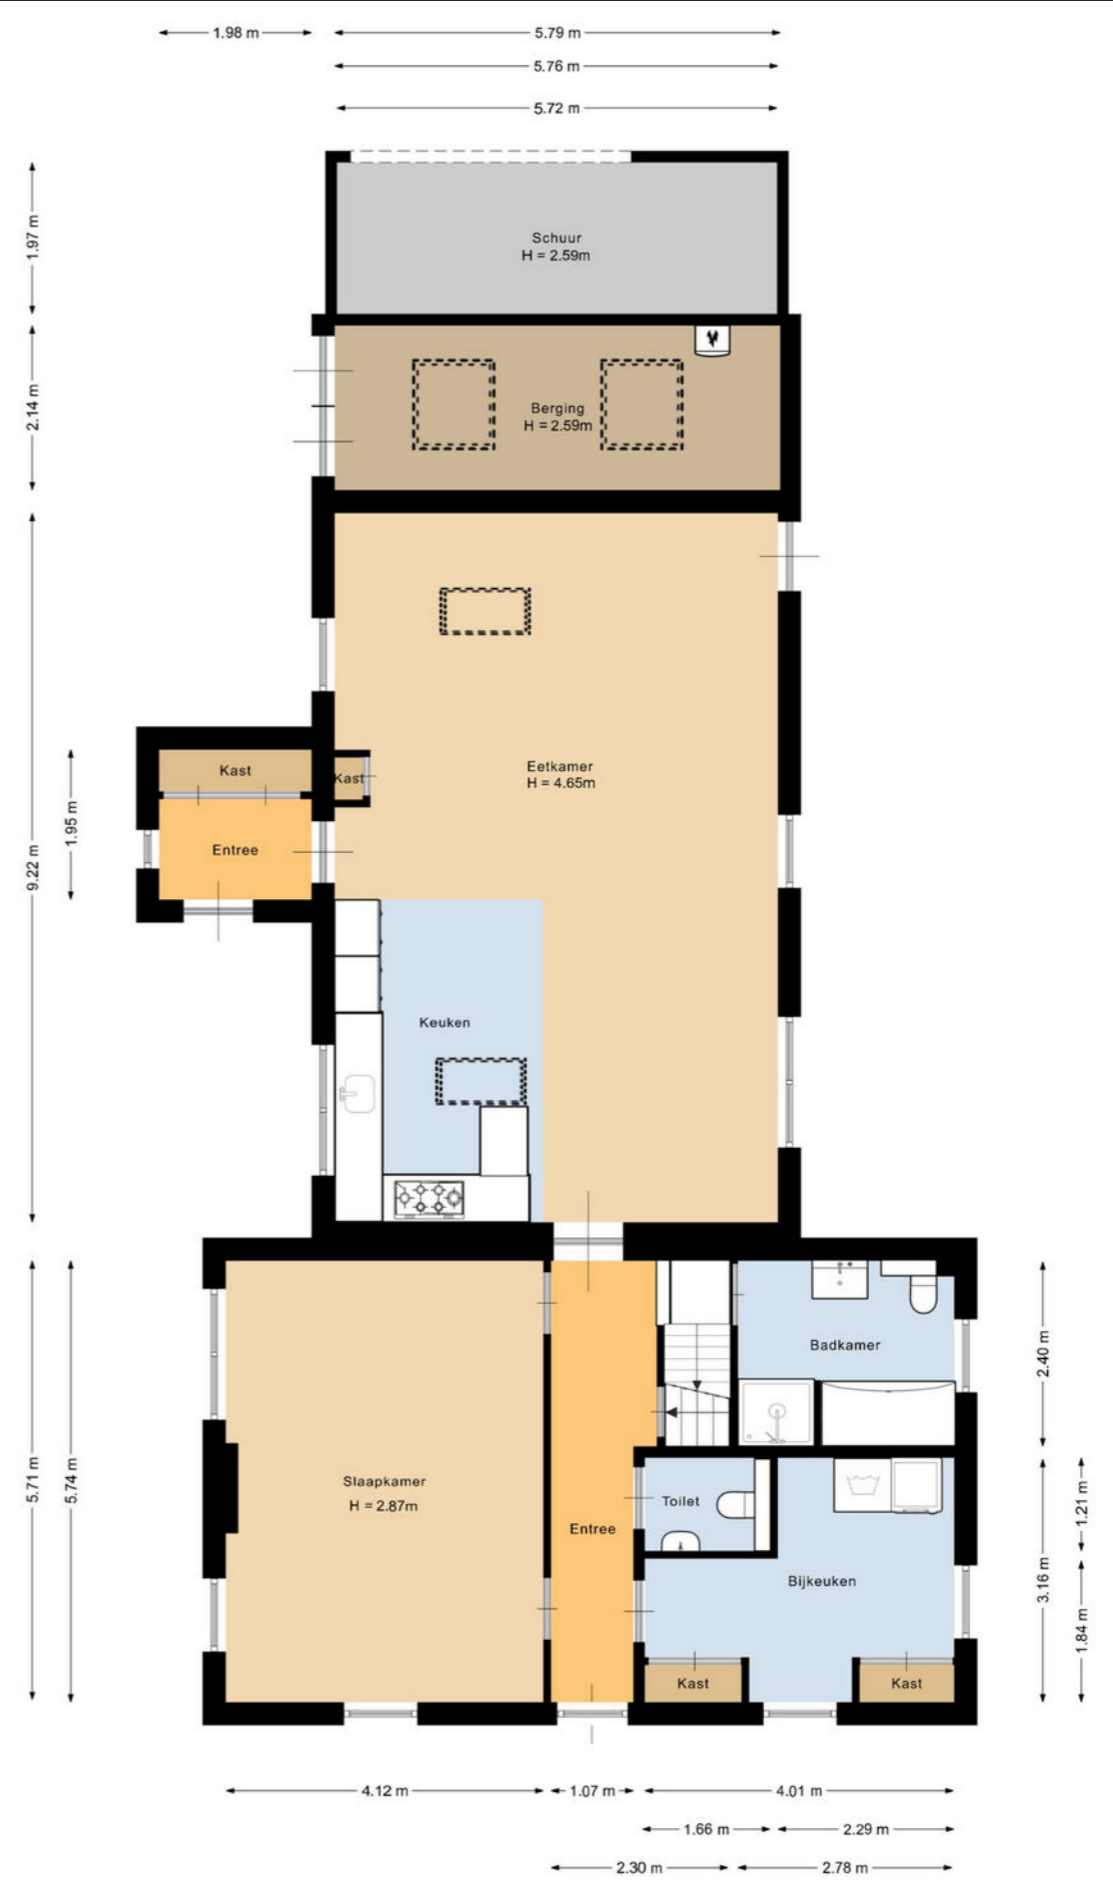 1.98 m
5.79 m
5.76 m
5.72 m
1.97 m
Schuur
H = 2.59m
2.14 m
Berging
H = 2.59m
9.22 m
1.95 m
Kast
Kast
Eetkamer
H = 4.65m
Entree
Keuken
5.71 m
5.74 m
Badkamer
2.40 m
Slaapkamer
H = 2.87m
Toilet
Entree
Bijkeuken
3.16 m
1.21 m
1.84 m
Kast
Kast
4.12 m
1.07 m
4.01 m
1.66 m
2.29 m
2.30 m
2.78 m